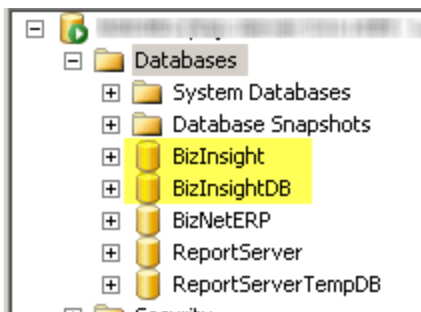 Databases
System Databases
Database Snapshots
BizInsight
BizInsightDB
BizNetERP
ReportServer
ReportServerTempDB